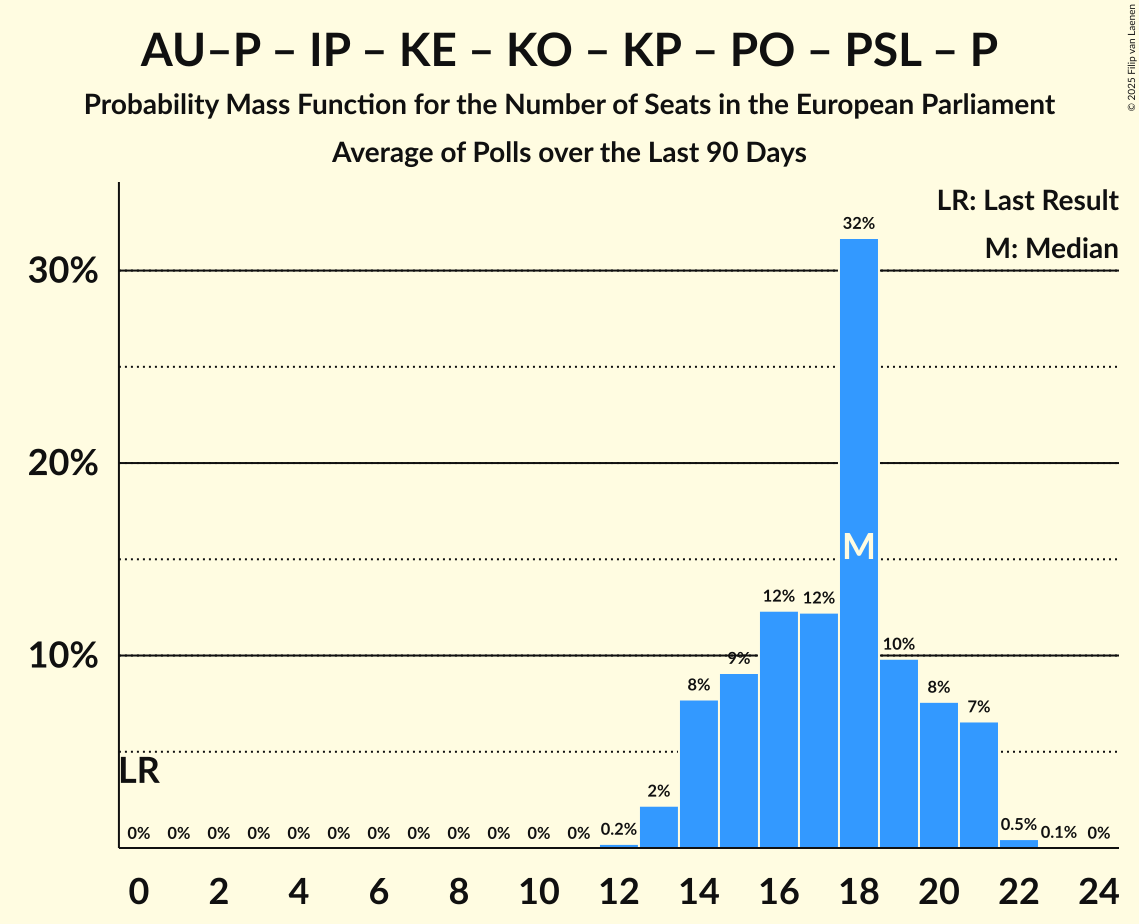 AU–P – IP – KE – KO – KP – PO – PSL – P
Probability Mass Function for the Number of Seats in the European Parliament
Average of Polls over the Last 90 Days
© 2025 Filip van Laenen
LR: Last Result
M: Median
30%
20%
10%
LR
M
0% 0% 0% 0% 0% 0% 0% 0% 0% 0% 0% 0% 0.2% 2% 8% 9% 12% 12% 32% 10% 8% 7% 0.5% 0.1% 0%
0 2 4 6 8 10 12 14 16 18 20 22 24